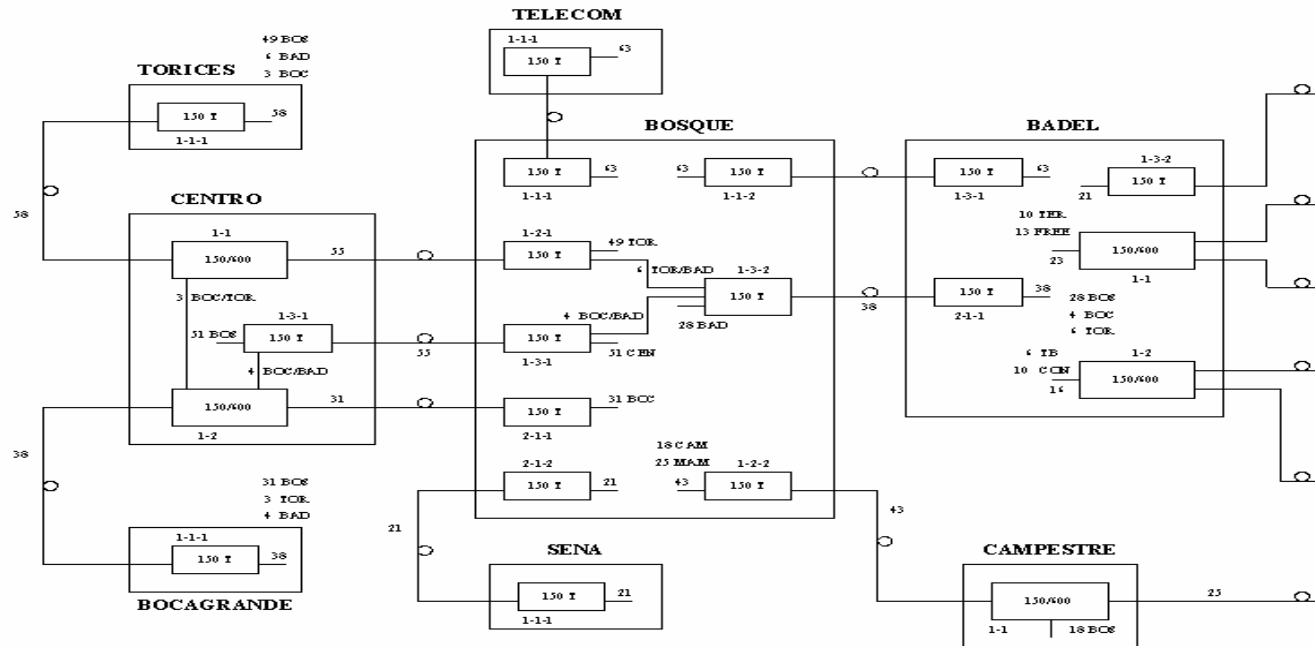 TELECOM
1-1-1
150 T
63
49 BOS
6 BAD
3 BOC
TORICES
150 T
58
1-1-1
58
CENTRO
1-1
150/600
55
3 BOC/TOR
1-3-1
51 BOS
150 T
55
4 BOC/BAD
150/600
31
1-2
38
31 BOS
3 TOR
4 BAD
1-1-1
150 T
38
BOCAGRANDE
BOSQUE
150 T
63
1-1-1
63
150 T
1-1-2
1-2-1
150 T
49 TOR
6 TOR/BAD
1-3-2
150 T
28 BAD
38
4 BOC/BAD
150 T
51 CEN
1-3-1
150 T
31 BOC
2-1-1
2-1-2
150 T
21
18 CAM
25 MAM
1-2-2
43
150 T
21
43
SENA
150 T
21
1-1-1
BADEL
150 T
63
1-3-1
1-3-2
150 T
21
10 TER
13 FREE
23
150/600
1-1
150 T
38
2-1-1
28 BOS
4 BOC
6 TOR
6 TB
10 CON
16
1-2
150/600
CAMPESTRE
150/600
25
1-1
18 BOS